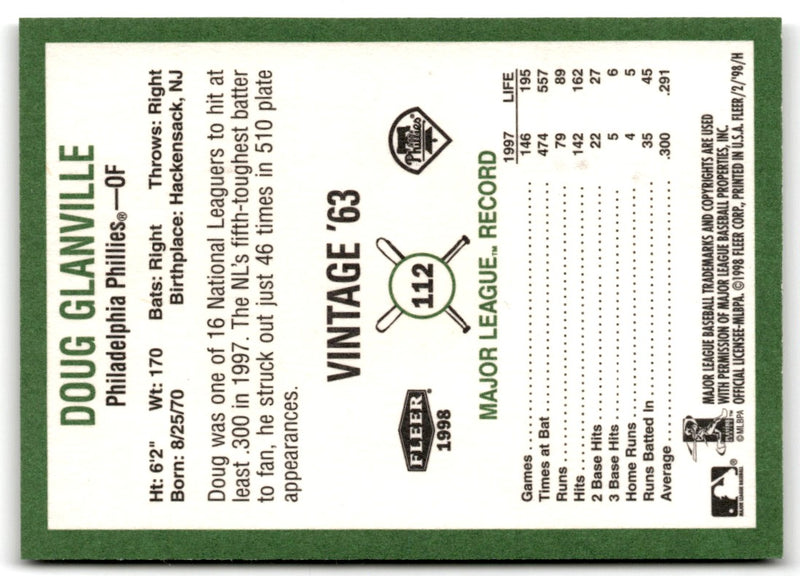 DOUG GLANVILLE
Philadelphia Phillies®—OF
Ht: 6'2" Wt: 170 Bats: Right Throws: Right
Born: 8/25/70 Birthplace: Hackensack, NJ
Doug was one of 16 National Leaguers to hit at
least .300 in 1997. The NL's fifth-toughest batter
to fan, he struck out just 46 times in 510 plate
appearances.
VINTAGE '63
FLEER®
1998
112
Phillies
MAJOR LEAGUE™ RECORD
1997 LIFE
Games 146 195
Times at Bat 474 557
Runs 79 89
Hits 142 162
2 Base Hits 22 27
3 Base Hits 5 6
Home Runs 4 5
Runs Batted In 35 45
Average .300 .291
MAJOR LEAGUE BASEBALL TRADEMARKS AND COPYRIGHTS ARE USED
WITH PERMISSION OF MAJOR LEAGUE BASEBALL PROPERTIES, INC.
OFFICIAL LICENSEE-MLBPA. ©1998 FLEER CORP., PRINTED IN U.S.A. FLEER/2/'98/H
©MLBPA